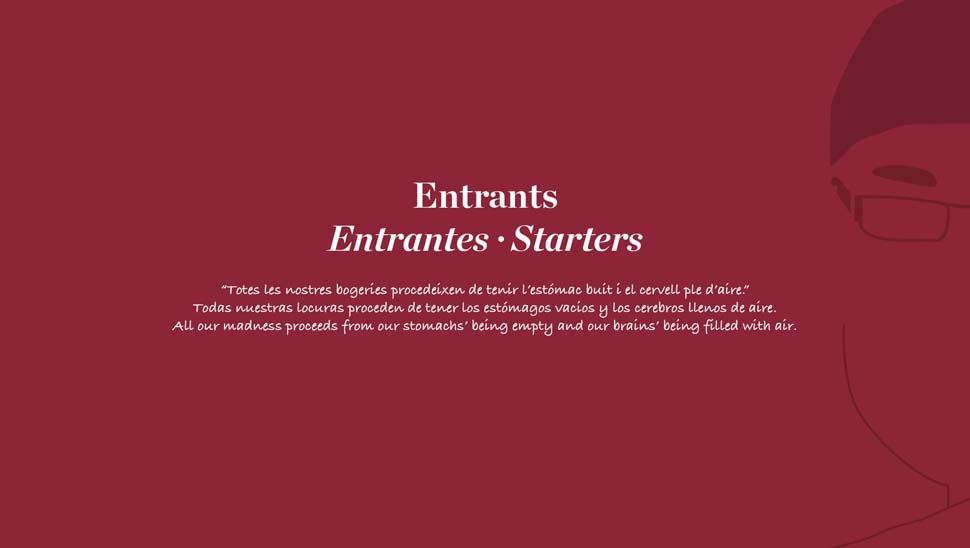 Entrants
Entrantes · Starters
“Totes les nostres bogeries procedeixen de tenir l’estómac buit i el cervell ple d’aire.”
Todas nuestras locuras proceden de tener los estómagos vacios y los cerebros llenos de aire.
All our madness proceeds from our stomachs’ being empty and our brains’ being filled with air.